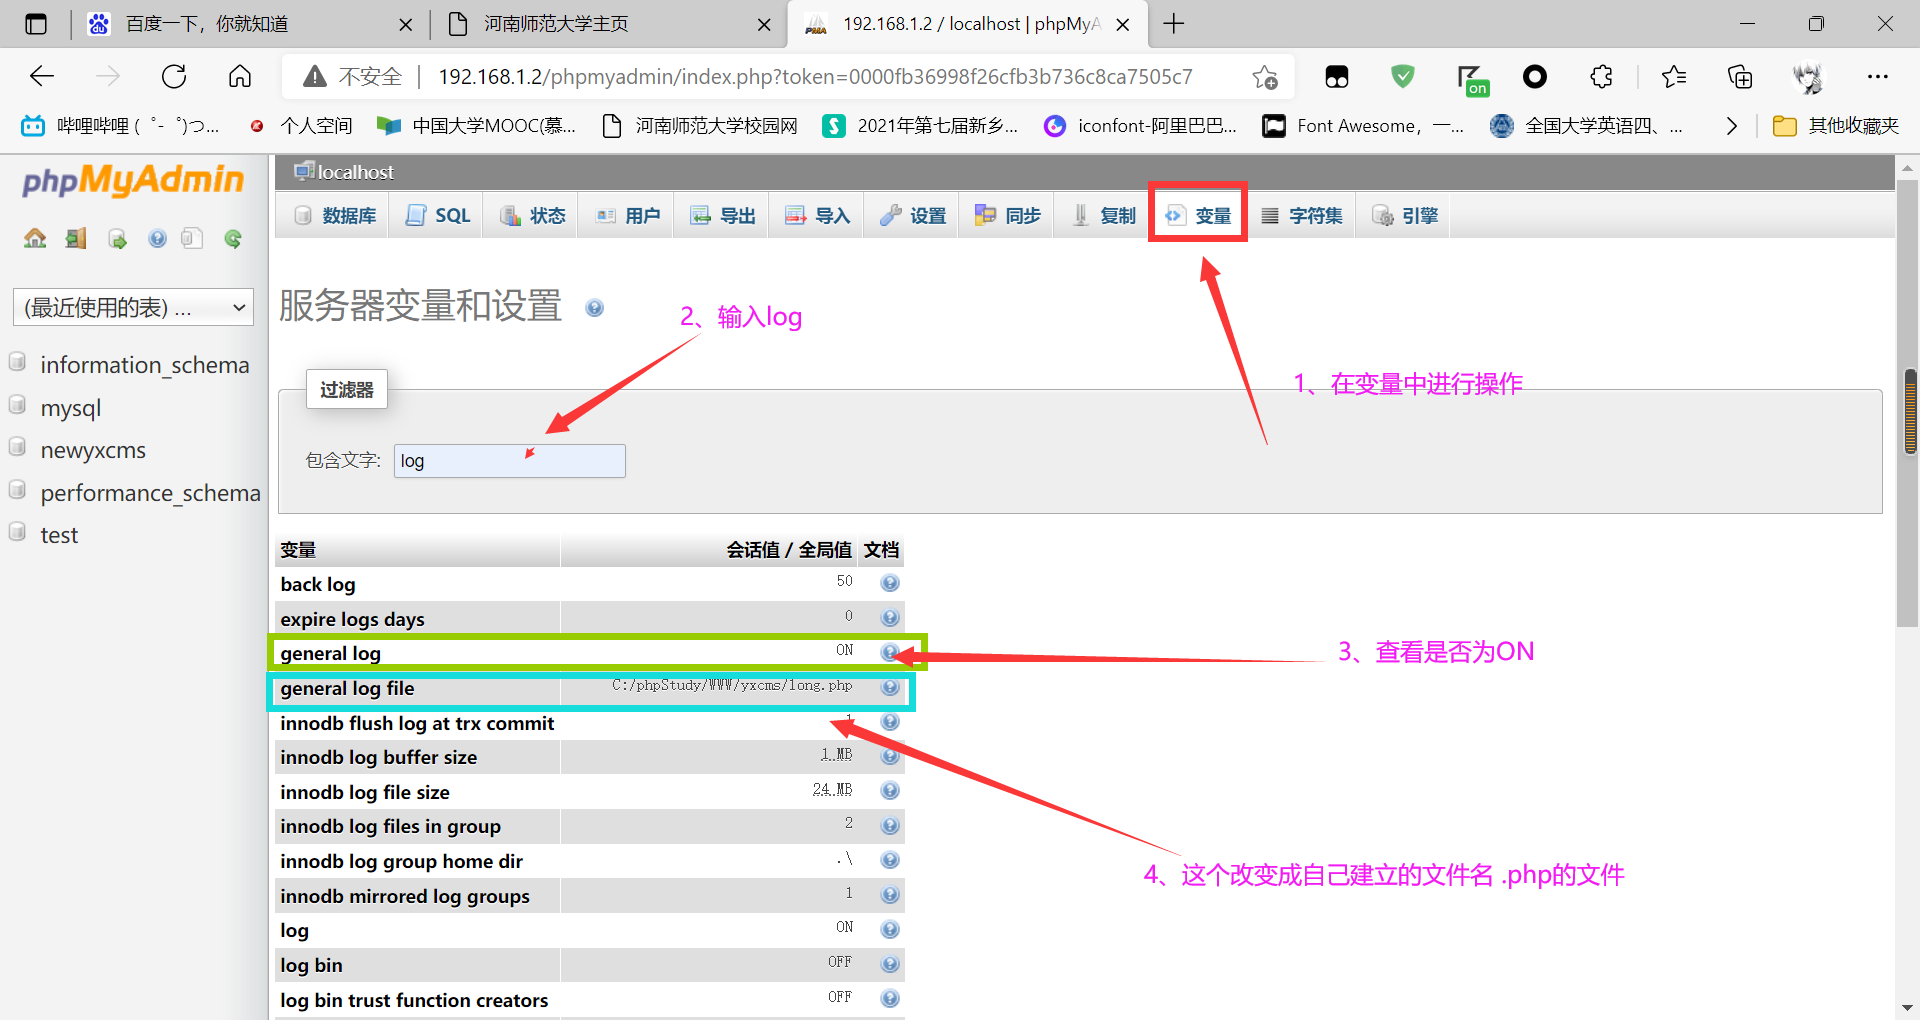 百度一下，你就知道
河南师范大学主页
192.168.1.2 / localhost | phpMyA
不安全
192.168.1.2/phpmyadmin/index.php?token=0000fb36998f26cfb3b736c8ca7505c7
on
哔哩哔哩 ( ゜- ゜)つ...
个人空间
中国大学MOOC(慕...
河南师范大学校园网
2021年第七届新乡...
iconfont-阿里巴巴...
Font Awesome，一...
全国大学英语四、...
其他收藏夹
phpMyAdmin
localhost
数据库
SQL
状态
用户
导出
导入
设置
同步
复制
变量
字符集
引擎
(最近使用的表) ...
information_schema
mysql
newyxcms
performance_schema
test
服务器变量和设置
2、输入log
1、在变量中进行操作
过滤器
包含文字: log
变量 会话值 / 全局值 文档
back log 50
expire logs days 0
general log ON
3、查看是否为ON
general log file C:/phpStudy/WWW/yxcms/long.php
innodb flush log at trx commit 1
innodb log buffer size 1 MB
innodb log file size 24 MB
innodb log files in group 2
innodb log group home dir .\
4、这个改变成自己建立的文件名 .php的文件
innodb mirrored log groups 1
log ON
log bin OFF
log bin trust function creators OFF